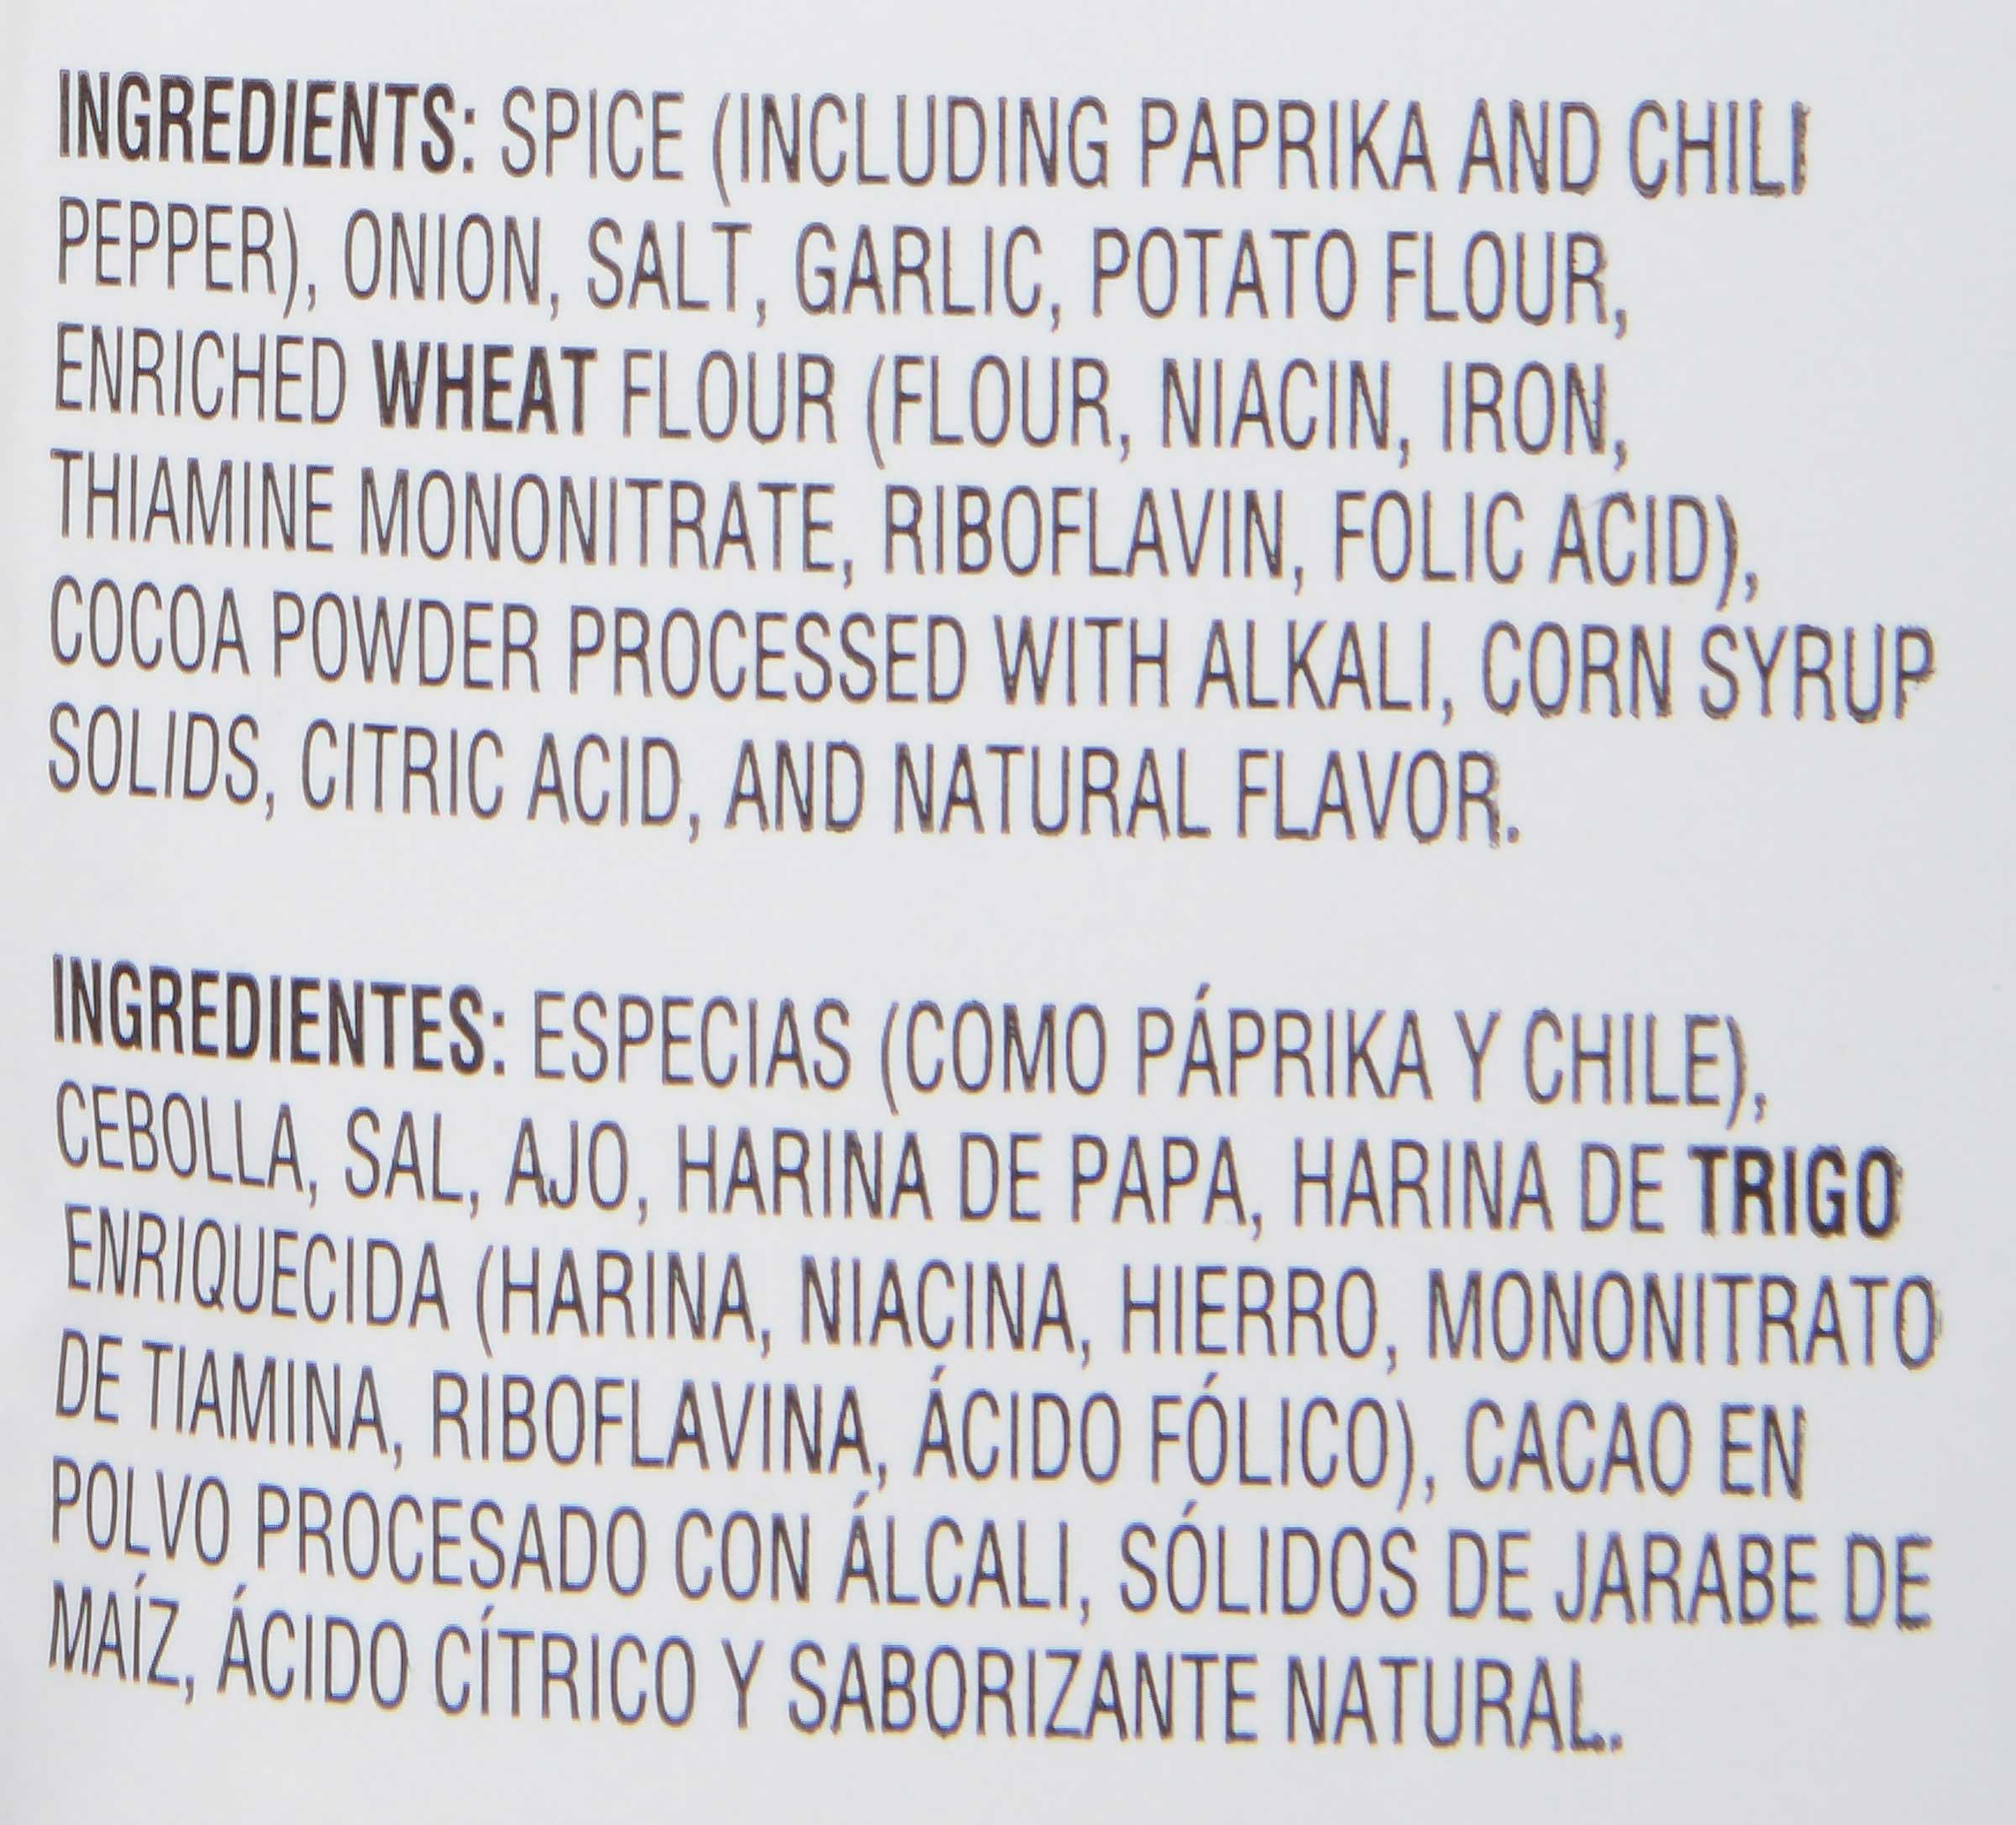 INGREDIENTS: SPICE (INCLUDING PAPRIKA AND CHILI
PEPPER), ONION, SALT, GARLIC, POTATO FLOUR,
ENRICHED WHEAT FLOUR (FLOUR, NIACIN, IRON,
THIAMINE MONONITRATE, RIBOFLAVIN, FOLIC ACID),
COCOA POWDER PROCESSED WITH ALKALI, CORN SYRUP
SOLIDS, CITRIC ACID, AND NATURAL FLAVOR.
INGREDIENTES: ESPECIAS (COMO PÁPRIKA Y CHILE),
CEBOLLA, SAL, AJO, HARINA DE PAPA, HARINA DE TRIGO
ENRIQUECIDA (HARINA, NIACINA, HIERRO, MONONITRATO
DE TIAMINA, RIBOFLAVINA, ÁCIDO FÓLICO), CACAO EN
POLVO PROCESADO CON ÁLCALI, SÓLIDOS DE JARABE DE
MAÍZ, ÁCIDO CÍTRICO Y SABORIZANTE NATURAL.